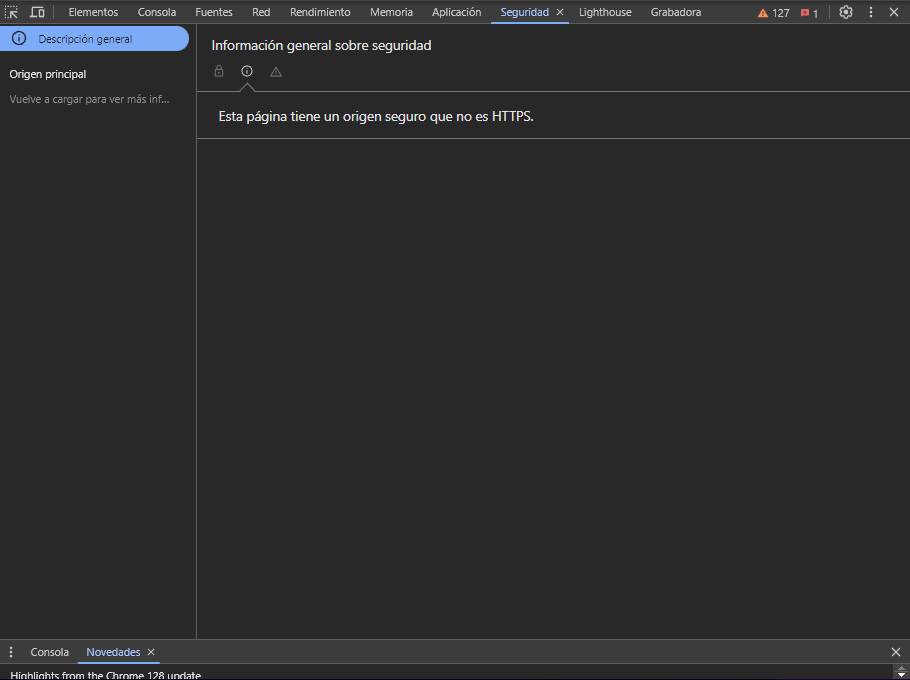 Elementos Consola Fuentes Red Rendimiento Memoria Aplicación Seguridad Lighthouse Grabadora 127 1
Descripción general
Información general sobre seguridad
Origen principal
Vuelve a cargar para ver más inf...
Esta página tiene un origen seguro que no es HTTPS.
Consola Novedades
Highlights from the Chrome 128 update